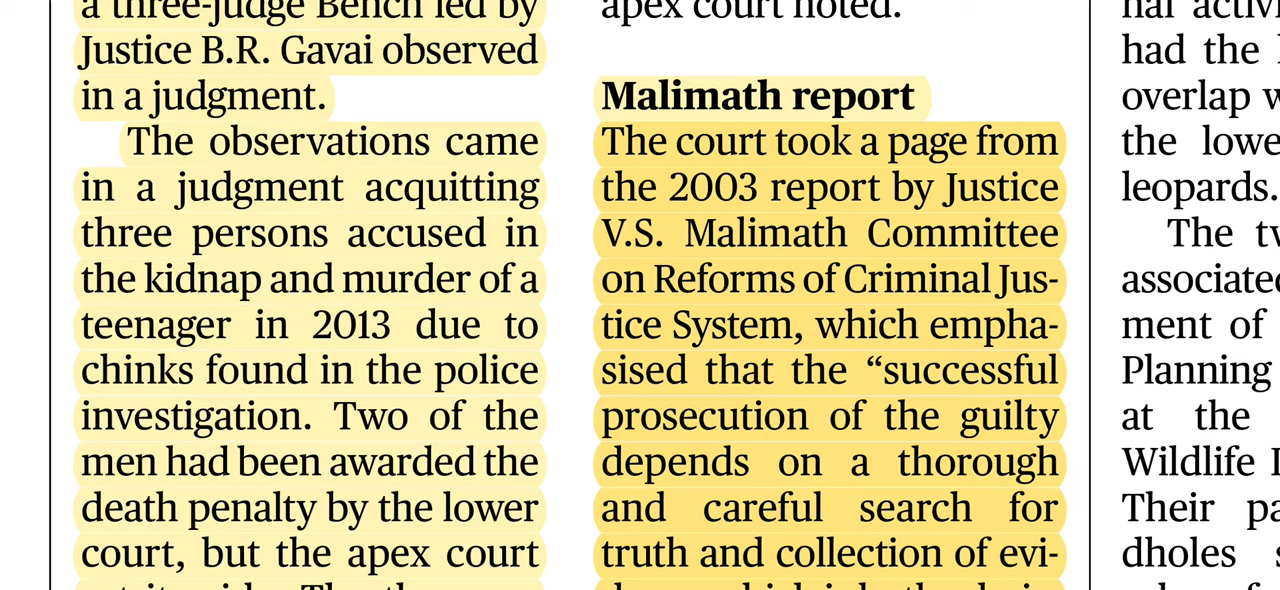 a three-judge Bench led by
Justice B.R. Gavai observed
in a judgment.
The observations came
in a judgment acquitting
three persons accused in
the kidnap and murder of a
teenager in 2013 due to
chinks found in the police
investigation. Two of the
men had been awarded the
death penalty by the lower
court, but the apex court
apex court noted.
Malimath report
The court took a page from
the 2003 report by Justice
V.S. Malimath Committee
on Reforms of Criminal Jus-
tice System, which empha-
sised that the “successful
prosecution of the guilty
depends on a thorough
and careful search for
truth and collection of evi-
had the
overlap
the
leopards.
The
ment of
Planning
at the
Wildlife
Their
dholes